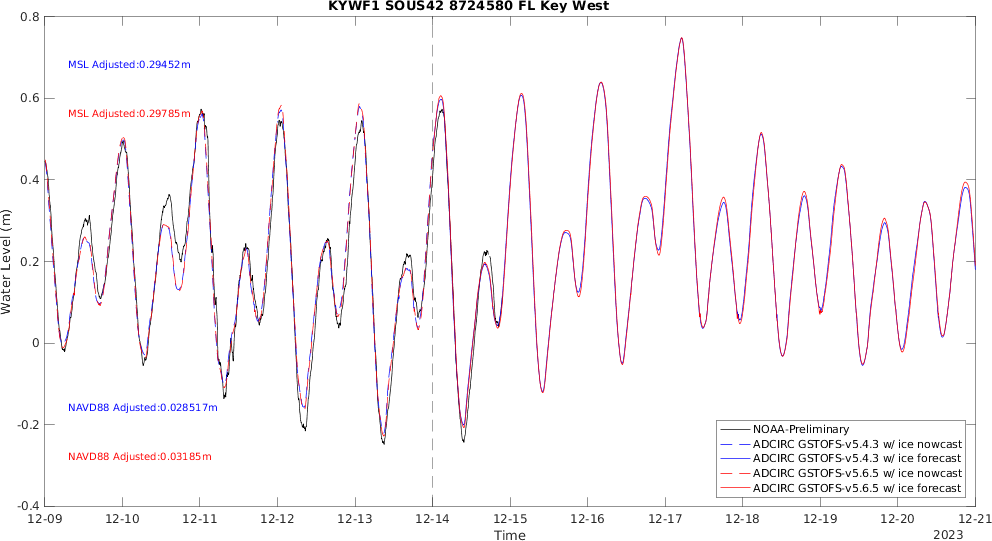 KYWF1 SOUS42 8724580 FL Key West
0.8
0.6
0.4
0.2
0
-0.2
-0.4
Water Level (m)
MSL Adjusted:0.29452m
MSL Adjusted:0.29785m
NAVD88 Adjusted:0.028517m
NAVD88 Adjusted:0.03185m
NOAA-Preliminary
ADCIRC GSTOFS-v5.4.3 w/ ice nowcast
ADCIRC GSTOFS-v5.4.3 w/ ice forecast
ADCIRC GSTOFS-v5.6.5 w/ ice nowcast
ADCIRC GSTOFS-v5.6.5 w/ ice forecast
12-09 12-10 12-11 12-12 12-13 12-14 12-15 12-16 12-17 12-18 12-19 12-20 12-21
Time
2023